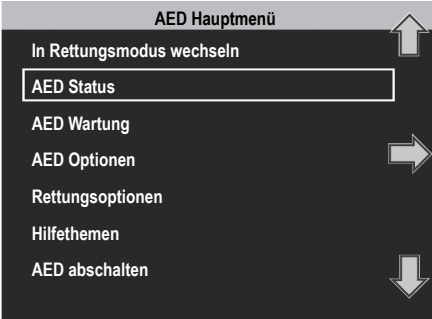 AED Hauptmenü
In Rettungsmodus wechseln
AED Status
AED Wartung
AED Optionen
Rettungsoptionen
Hilfethemen
AED abschalten